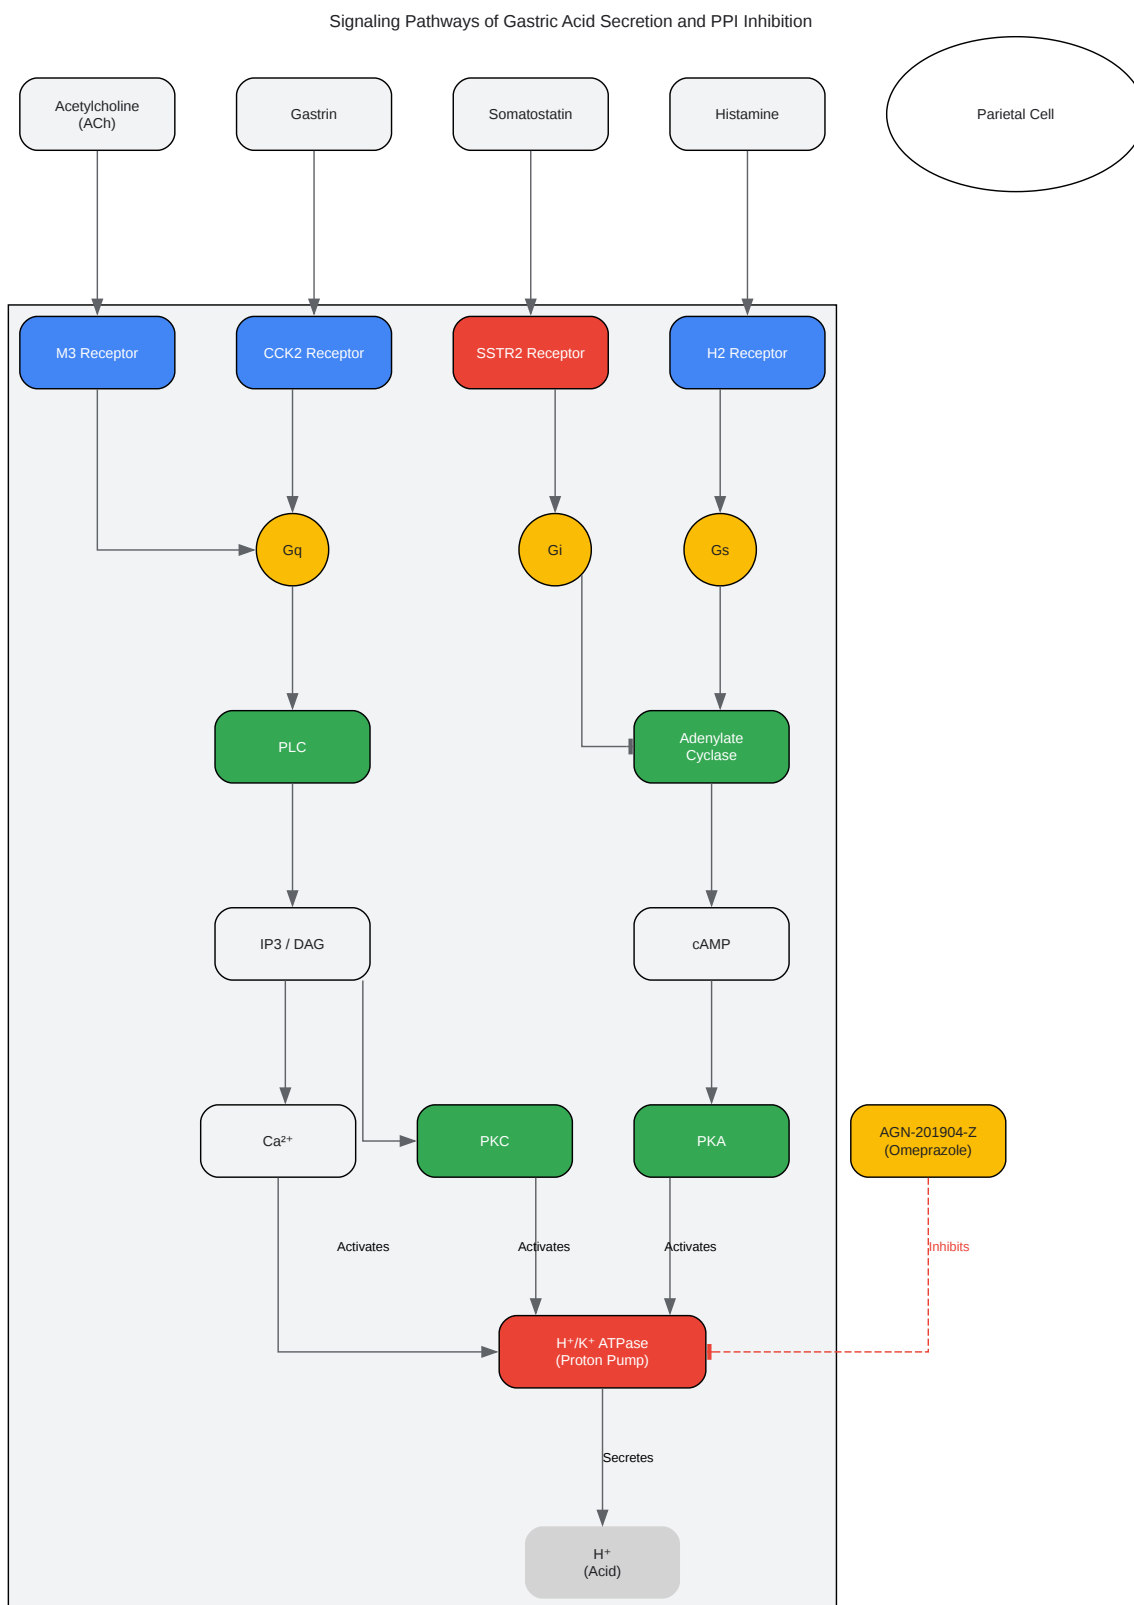 Signaling Pathways of Gastric Acid Secretion and PPI Inhibition
Acetylcholine
(ACh)
Gastrin
Somatostatin
Histamine
Parietal Cell
M3 Receptor
CCK2 Receptor
SSTR2 Receptor
H2 Receptor
Gq
Gi
Gs
PLC
Adenylate
Cyclase
IP3 / DAG
cAMP
Ca²⁺
PKC
PKA
AGN-201904-Z
(Omeprazole)
Activates
Activates
Activates
Inhibits
H⁺/K⁺ ATPase
(Proton Pump)
Secretes
H⁺
(Acid)